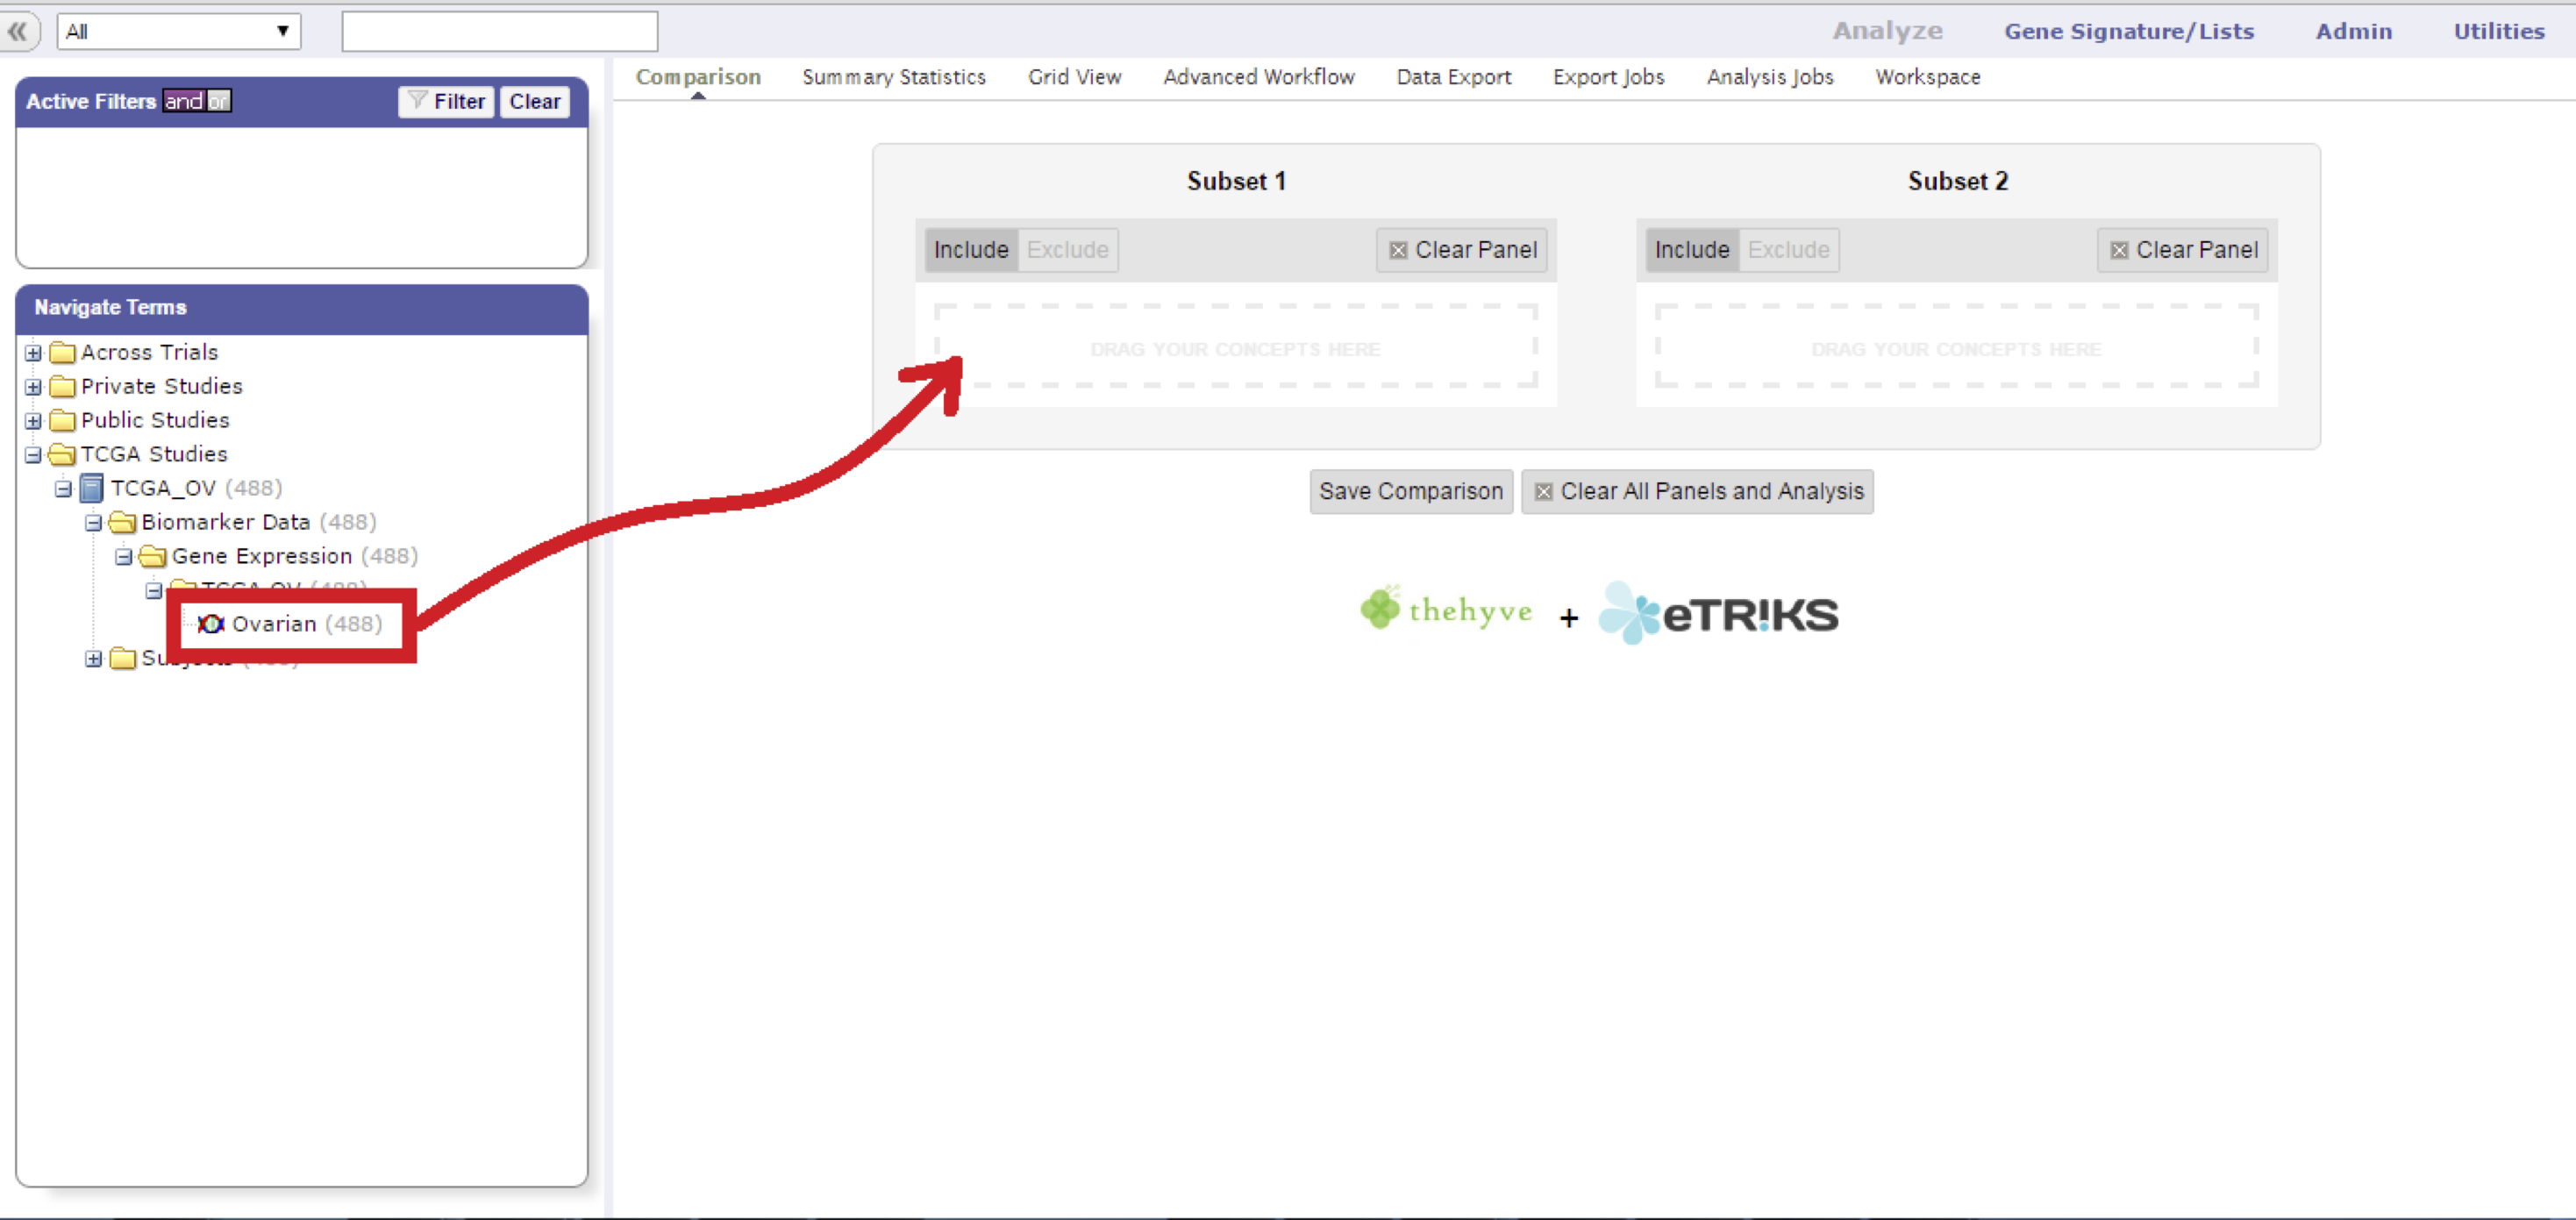 All
Analyze Gene Signature/Lists Admin Utilities
Comparison Summary Statistics Grid View Advanced Workflow Data Export Export Jobs Analysis Jobs Workspace
Active Filters and or Filter Clear
Navigate Terms
Across Trials
Private Studies
Public Studies
TCGA Studies
TCGA_OV (488)
Biomarker Data (488)
Gene Expression (488)
TCGA_OV (488)
Ovarian (488)
Subjects (488)
Subset 1
Include Exclude Clear Panel
DRAG YOUR CONCEPTS HERE
Subset 2
Include Exclude Clear Panel
DRAG YOUR CONCEPTS HERE
Save Comparison Clear All Panels and Analysis
thehyve + eTR!KS